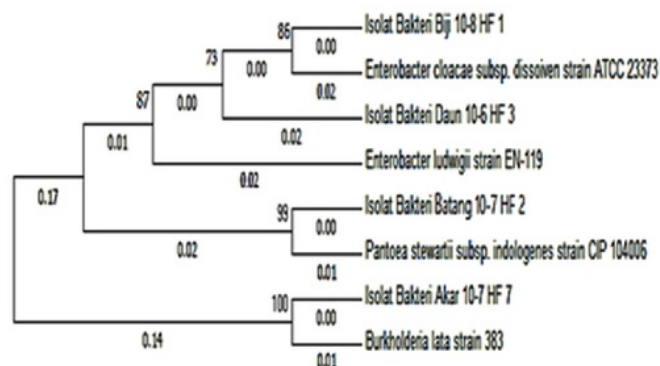 86
Isolat Bakteri Biji 10-8 HF 1
0.00
73
0.00
Enterobacter cloacae subsp. dissolven strain ATCC 23373
0.02
87
0.00
Isolat Bakteri Daun 10-6 HF 3
0.02
0.01
Enterobacter ludwigii strain EN-119
0.02
0.17
99
Isolat Bakteri Batang 10-7 HF 2
0.00
0.02
Pantoea stewartii subsp. indologenes strain CIP 104006
0.01
100
Isolat Bakteri Akar 10-7 HF 7
0.00
0.14
Burkholderia lata strain 383
0.01